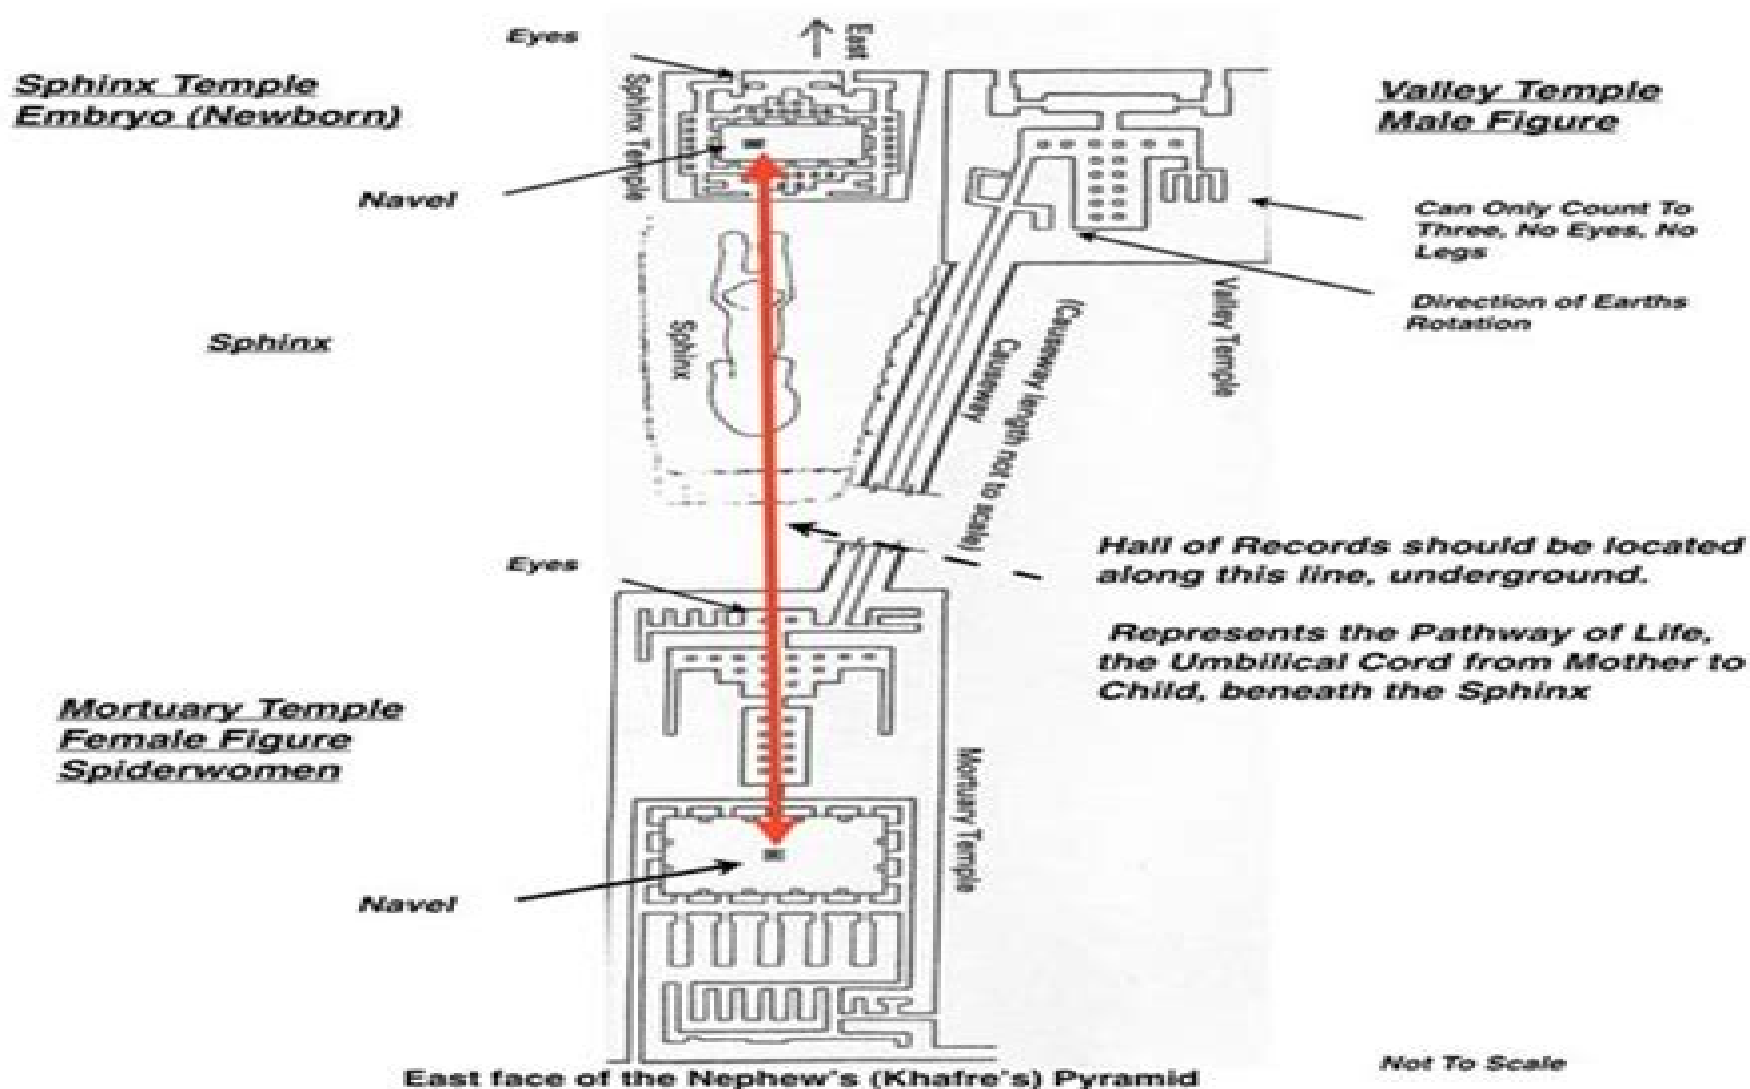 Eyes
East
Sphinx Temple
Embryo (Newborn)
Sphinx Temple
Valley Temple
Male Figure
Navel
Can Only Count To
Three, No Eyes, No
Legs
Direction of Earths
Rotation
Sphinx
Sphinx
Valley Temple
Causeway
(Causeway length not to scale)
Hall of Records should be located
along this line, underground.
Represents the Pathway of Life,
the Umbilical Cord from Mother to
Child, beneath the Sphinx
Eyes
Mortuary Temple
Female Figure
Spiderwomen
Mortuary Temple
Navel
East face of the Nephew's (Khafre's) Pyramid
Not To Scale